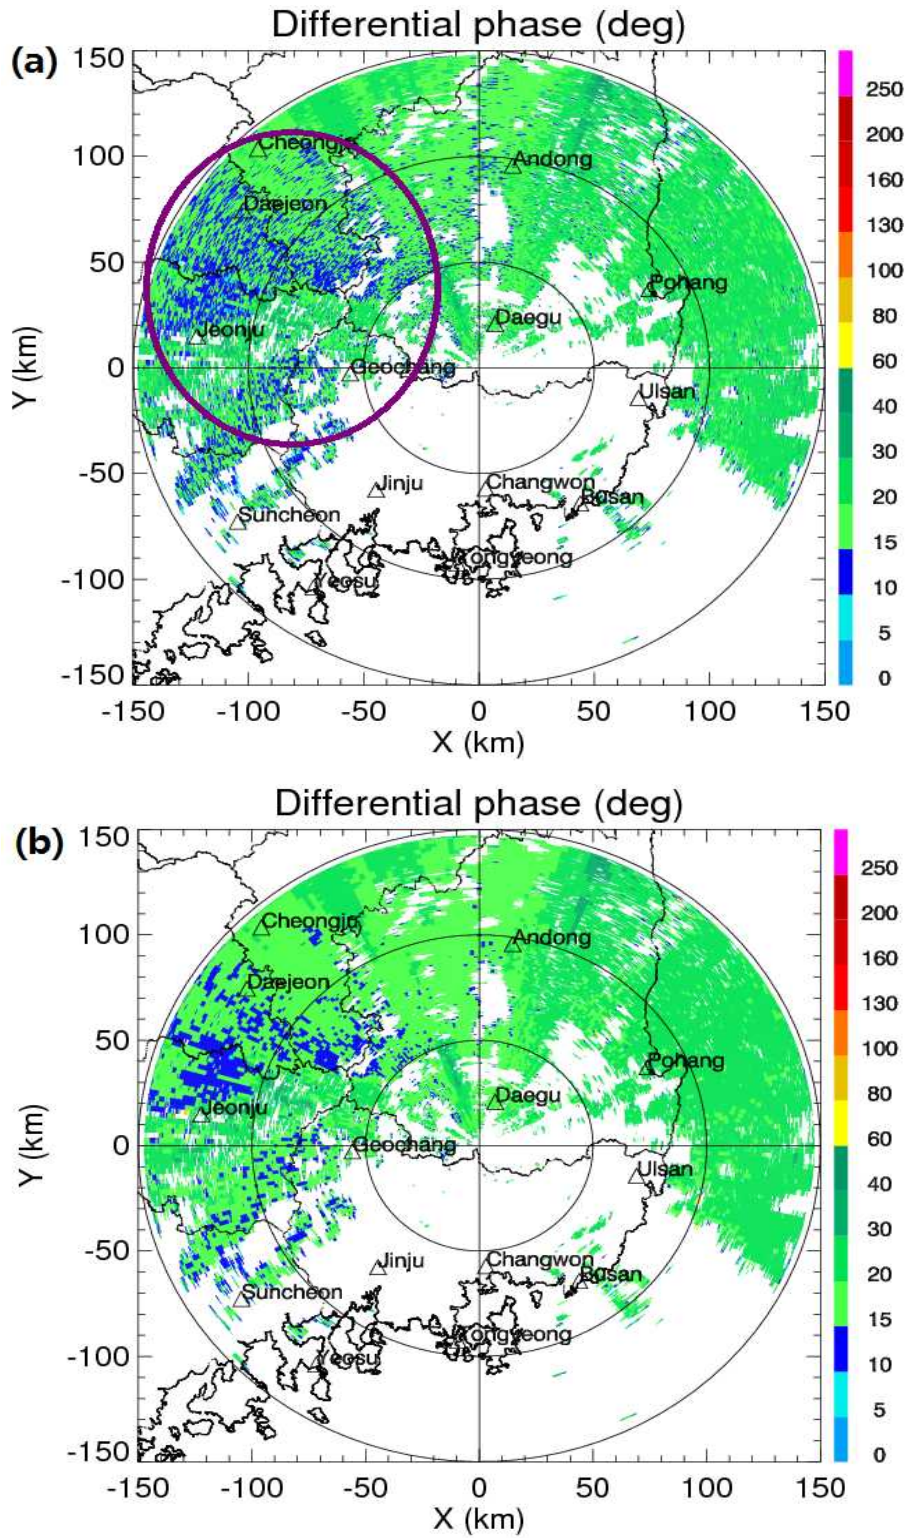 Differential phase (deg)
(a)
150
100
50
0
-50
-100
-150
Y (km)
Cheongju
Daejeon
Andong
Pohang
Jeonju
Daegu
Geochang
Ulsan
Jinju
Changwon
Busan
Suncheon
Tongyeong
Yeosu
250
200
160
130
100
80
60
40
30
20
15
10
5
0
-150 -100 -50 0 50 100 150
X (km)
Differential phase (deg)
(b)
150
100
50
0
-50
-100
-150
Y (km)
Cheongju
Andong
Daejeon
Pohang
Jeonju
Daegu
Geochang
Ulsan
Jinju
Changwon
Busan
Suncheon
Tongyeong
Yeosu
250
200
160
130
100
80
60
40
30
20
15
10
5
0
-150 -100 -50 0 50 100 150
X (km)